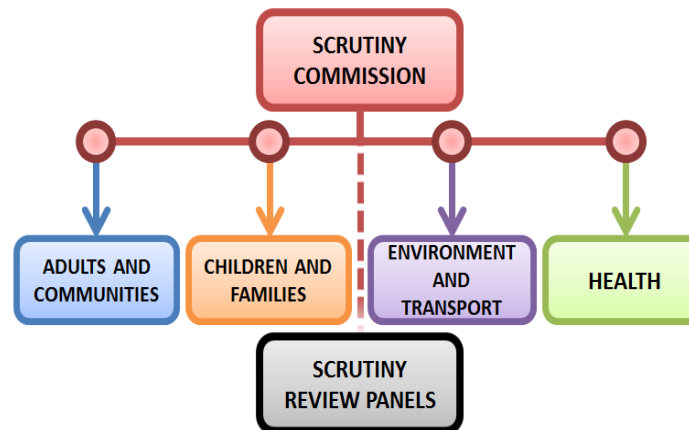 SCRUTINY
COMMISSION
ADULTS AND
COMMUNITIES
CHILDREN AND
FAMILIES
ENVIRONMENT
AND
TRANSPORT
HEALTH
SCRUTINY
REVIEW PANELS